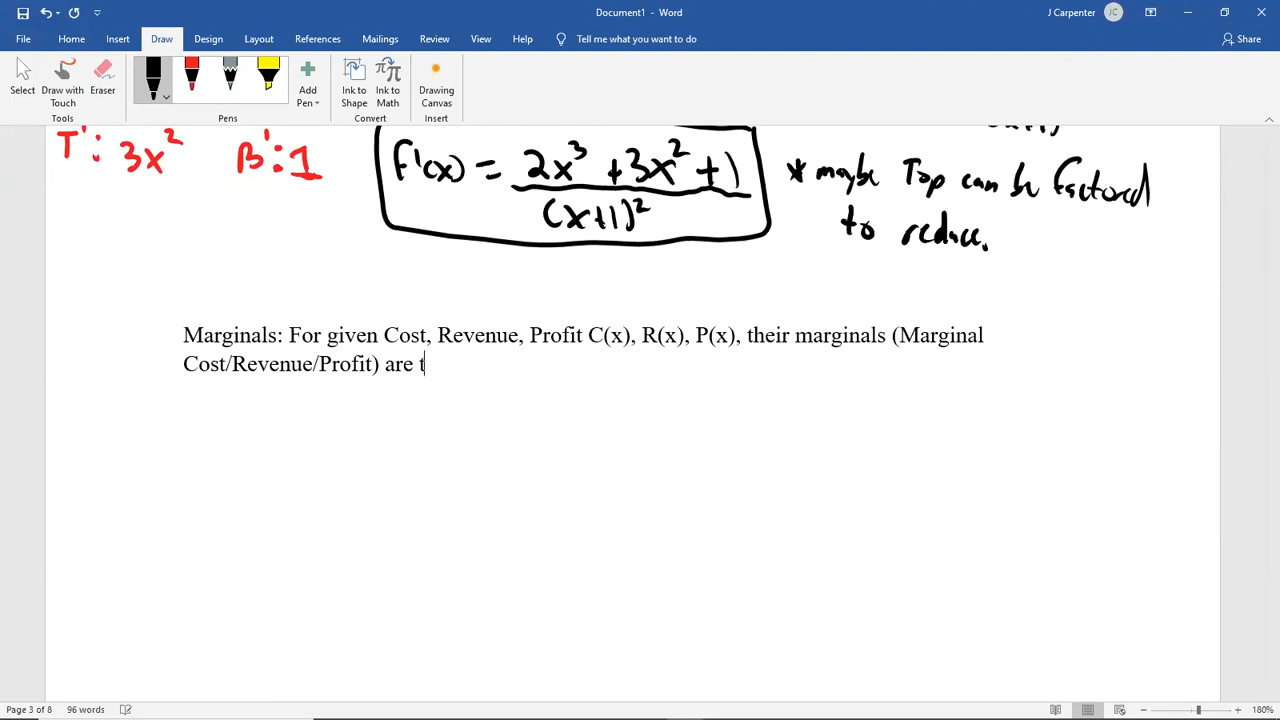 Document1 - Word
J Carpenter JC
File Home Insert Draw Design Layout References Mailings Review View Help Tell me what you want to do Share
Select Draw with Touch Eraser Add Pen Ink to Shape Ink to Math Drawing Canvas
Tools Pens Convert Insert
T': 3x² B': 1
f'(x) = 2x³ + 3x² + 1
(x+1)²
* maybe Top can be factored
to reduce.
Marginals: For given Cost, Revenue, Profit C(x), R(x), P(x), their marginals (Marginal
Cost/Revenue/Profit) are t
Page 3 of 8 96 words 180%